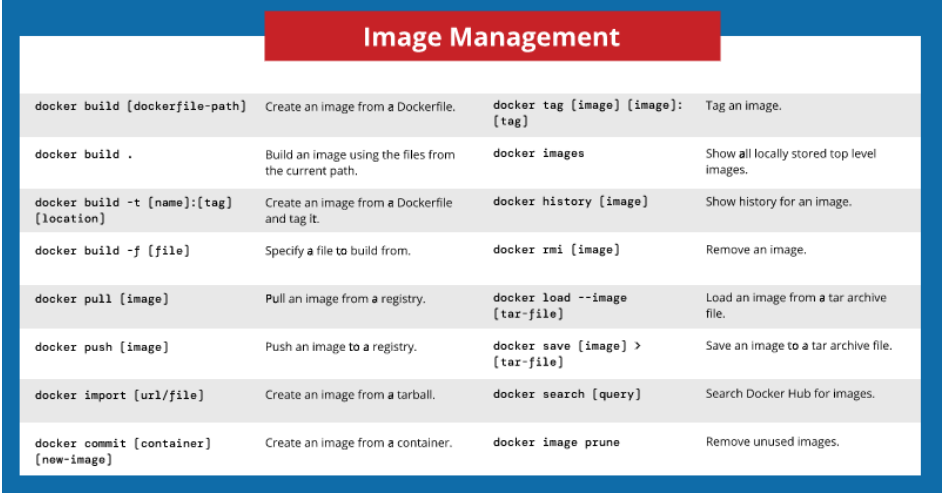 Image Management
docker build [dockerfile-path]
Create an image from a Dockerfile.
docker tag [image] [image]:
[tag]
Tag an image.
docker build .
Build an image using the files from
the current path.
docker images
Show all locally stored top level
images.
docker build -t [name]:[tag]
[location]
Create an image from a Dockerfile
and tag it.
docker history [image]
Show history for an image.
docker build -f [file]
Specify a file to build from.
docker rmi [image]
Remove an image.
docker pull [image]
Pull an image from a registry.
docker load --image
[tar-file]
Load an image from a tar archive
file.
docker push [image]
Push an image to a registry.
docker save [image] >
[tar-file]
Save an image to a tar archive file.
docker import [url/file]
Create an image from a tarball.
docker search [query]
Search Docker Hub for images.
docker commit [container]
[new-image]
Create an image from a container.
docker image prune
Remove unused images.